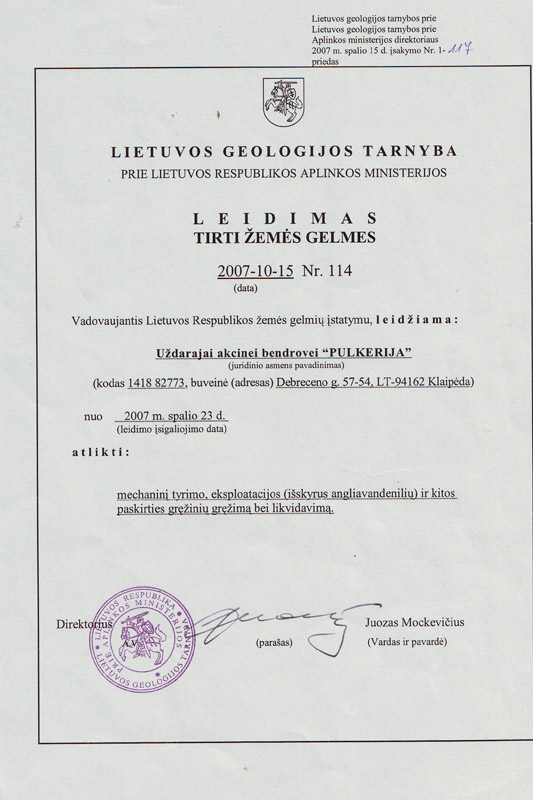 Lietuvos geologijos tarnybos prie
Lietuvos geologijos tarnybos prie
Aplinkos ministerijos direktoriaus
2007 m. spalio 15 d. įsakymo Nr. 1-117
priedas
LIETUVOS GEOLOGIJOS TARNYBA
PRIE LIETUVOS RESPUBLIKOS APLINKOS MINISTERIJOS
LEIDIMAS
TIRTI ŽEMĖS GELMES
2007-10-15 Nr. 114
(data)
Vadovaujantis Lietuvos Respublikos žemės gelmių įstatymu, leidžiama:
Uždarajai akcinei bendrovei “PULKERIJA”
(juridinio asmens pavadinimas)
(kodas 1418 82773, buveinė (adresas) Debreceno g. 57-54, LT-94162 Klaipėda)
nuo 2007 m. spalio 23 d.
(leidimo įsigaliojimo data)
atlikti:
mechaninį tyrimo, eksploatacijos (išskyrus angliavandenilių) ir kitos
paskirties gręžinių gręžimą bei likvidavimą.
Direktorius
A.V.
(parašas)
Juozas Mockevičius
(Vardas ir pavardė)
LIETUVOS RESPUBLIKA
PRIE APLINKOS MINISTERIJOS
LIETUVOS GEOLOGIJOS TARNYBA